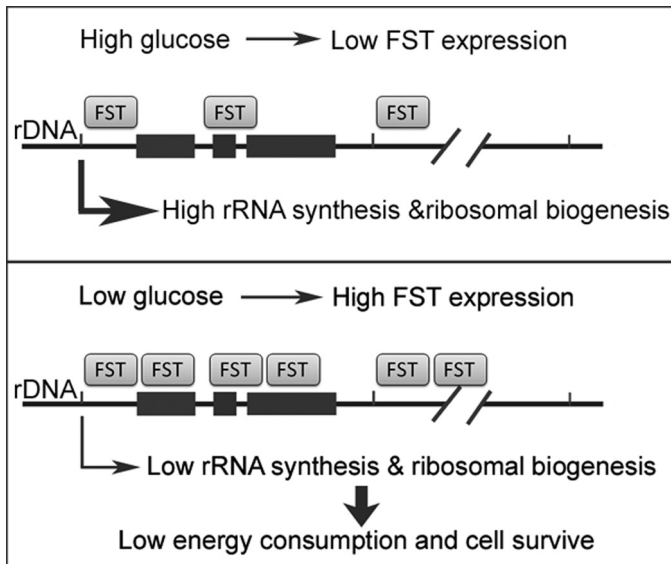 High glucose Low FST expression
FST FST FST
rDNA
High rRNA synthesis &ribosomal biogenesis
Low glucose High FST expression
FST FST FST FST FST FST
rDNA
Low rRNA synthesis & ribosomal biogenesis
Low energy consumption and cell survive